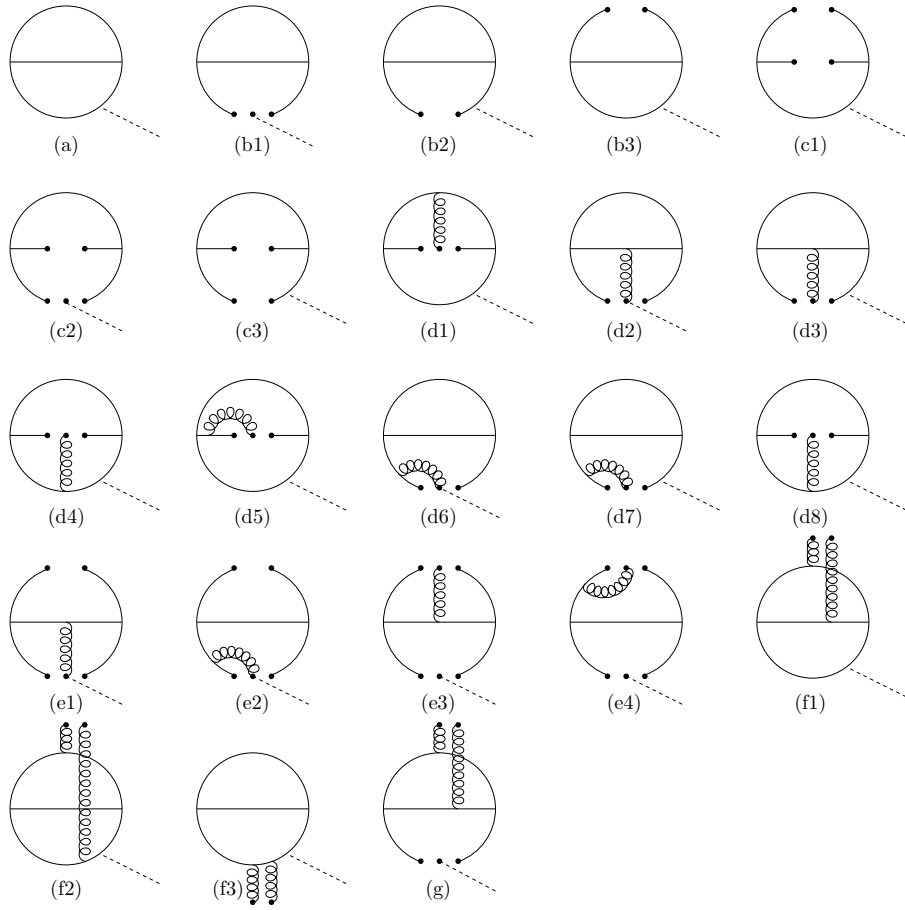 (a) (b1) (b2) (b3) (c1)
(c2) (c3) (d1) (d2) (d3)
(d4) (d5) (d6) (d7) (d8)
(e1) (e2) (e3) (e4) (f1)
(f2) (f3) (g)